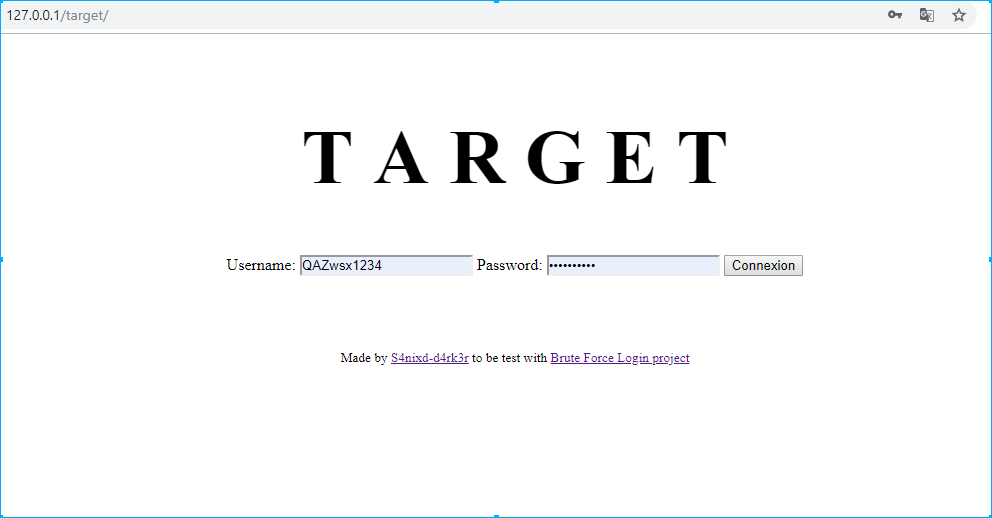 127.0.0.1/target/
T A R G E T
Username: QAZwsx1234 Password: •••••••••• Connexion
Made by S4nixd-d4rk3r to be test with Brute Force Login project